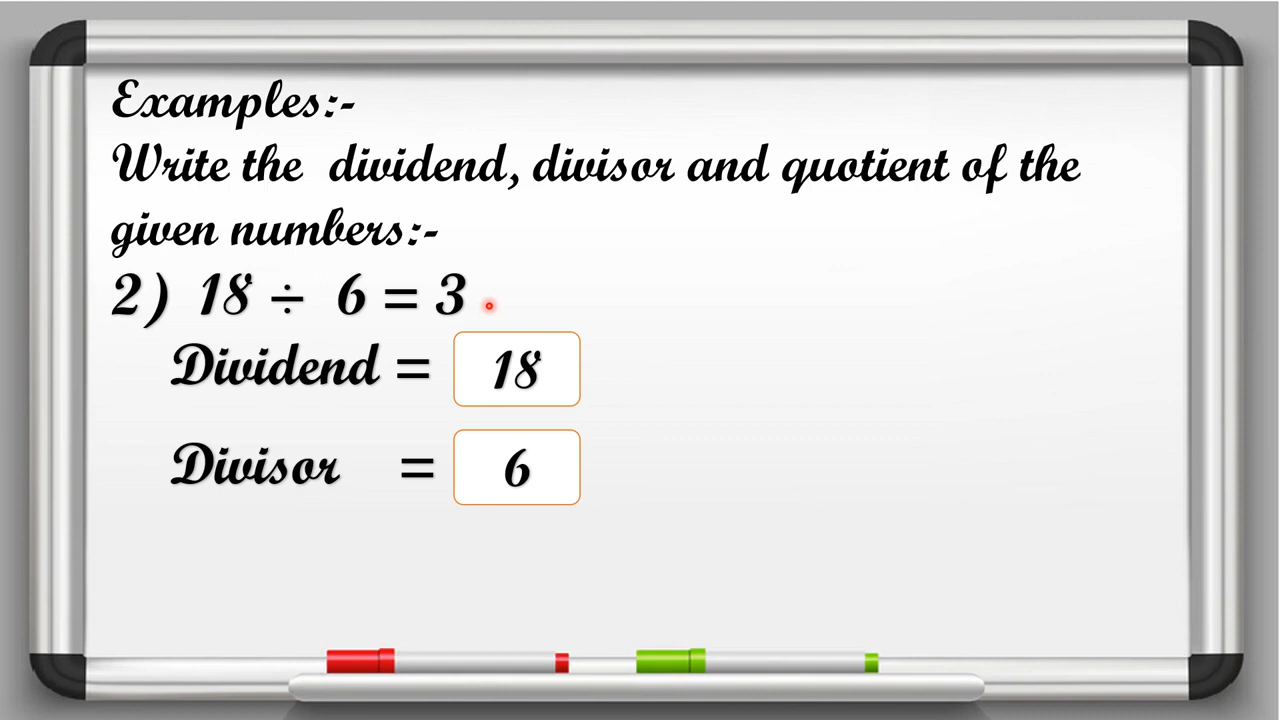 Examples:-
Write the dividend, divisor and quotient of the
given numbers:-
2) 18 ÷ 6 = 3
Dividend = 18
Divisor = 6